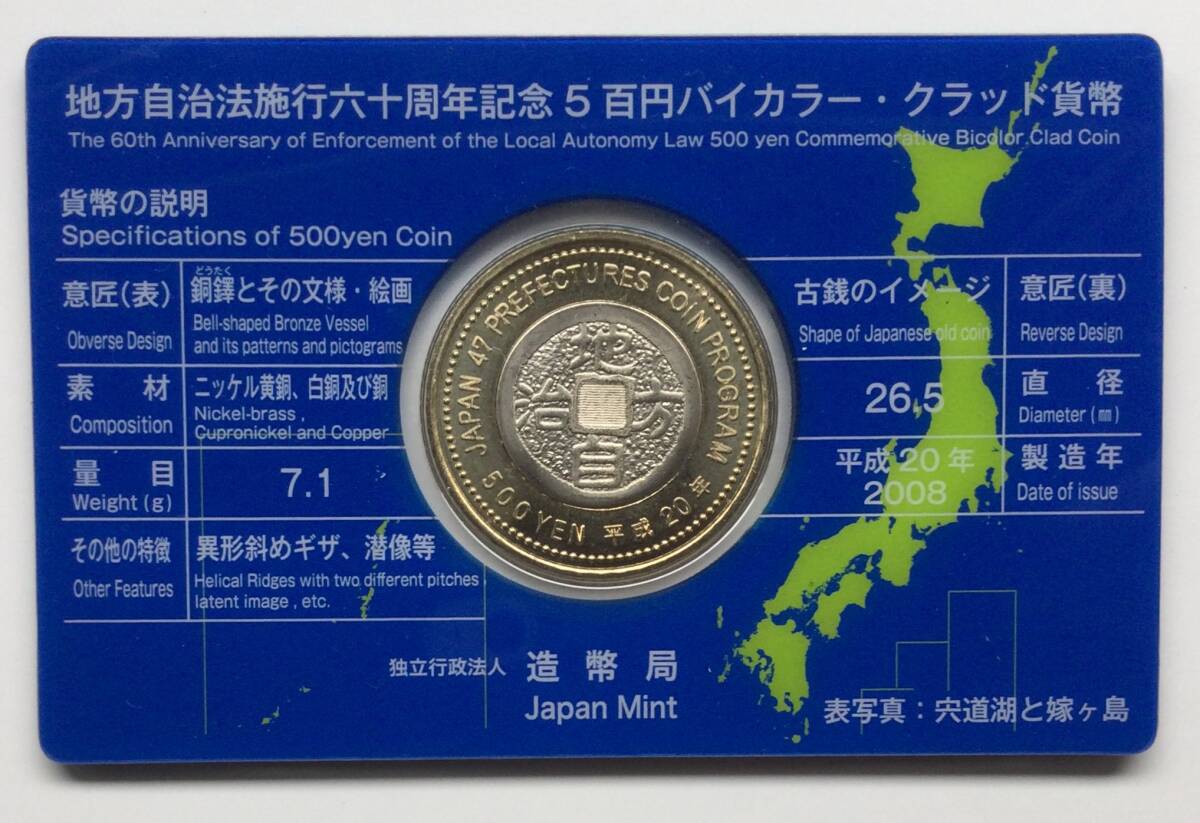 地方自治法施行六十周年記念5百円バイカラー・クラッド貨幣
The 60th Anniversary of Enforcement of the Local Autonomy Law 500 yen Commemorative Bicolor Clad Coin
貨幣の説明
Specifications of 500yen Coin
意匠(表)
Obverse Design
どうたく
銅鐸とその文様・絵画
Bell-shaped Bronze Vessel
and its patterns and pictograms
素材
Composition
ニッケル黄銅、白銅及び銅
Nickel-brass,
Cupronickel and Copper
量目
Weight (g)
7.1
その他の特徴
Other Features
異形斜めギザ、潜像等
Helical Ridges with two different pitches
latent image, etc.
JAPAN 47 PREFECTURES COIN PROGRAM
地方自治
500 YEN 平成20年
古銭のイメージ
Shape of Japanese old coin
意匠(裏)
Reverse Design
26.5
直径
Diameter (㎜)
平成20年
2008
製造年
Date of issue
独立行政法人 造幣局
Japan Mint
表写真:宍道湖と嫁ヶ島